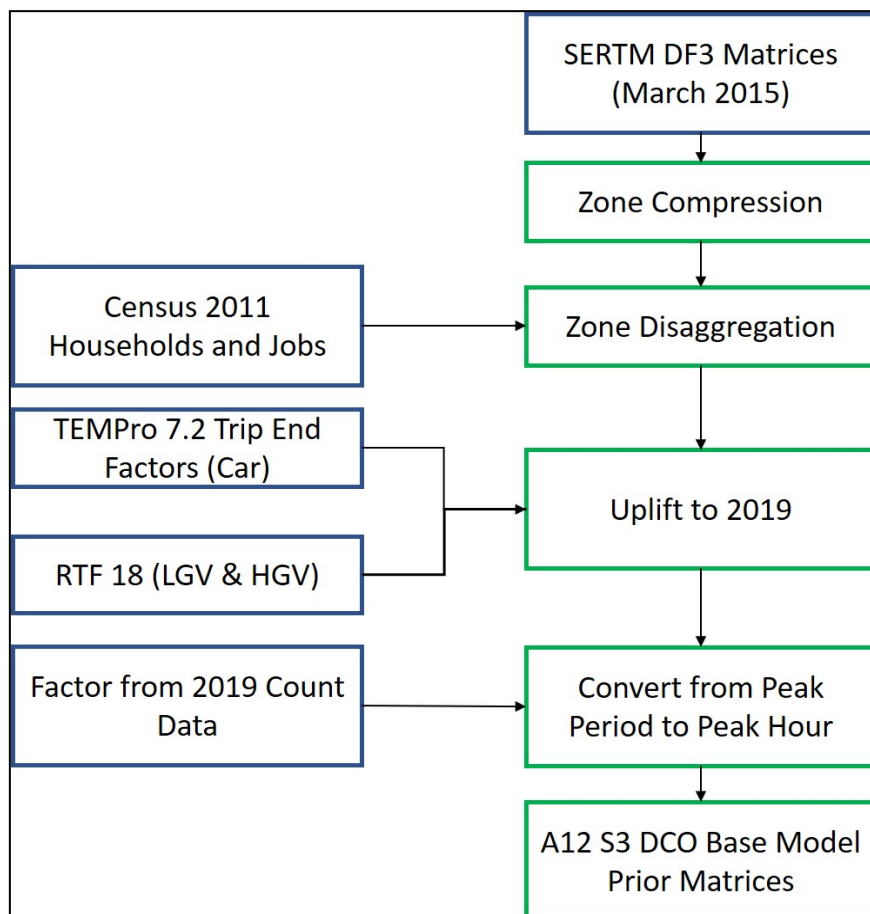 SERTM DF3 Matrices
(March 2015)
Zone Compression
Census 2011
Households and Jobs
Zone Disaggregation
TEMPro 7.2 Trip End
Factors (Car)
RTF 18 (LGV & HGV)
Uplift to 2019
Factor from 2019 Count
Data
Convert from Peak
Period to Peak Hour
A12 S3 DCO Base Model
Prior Matrices